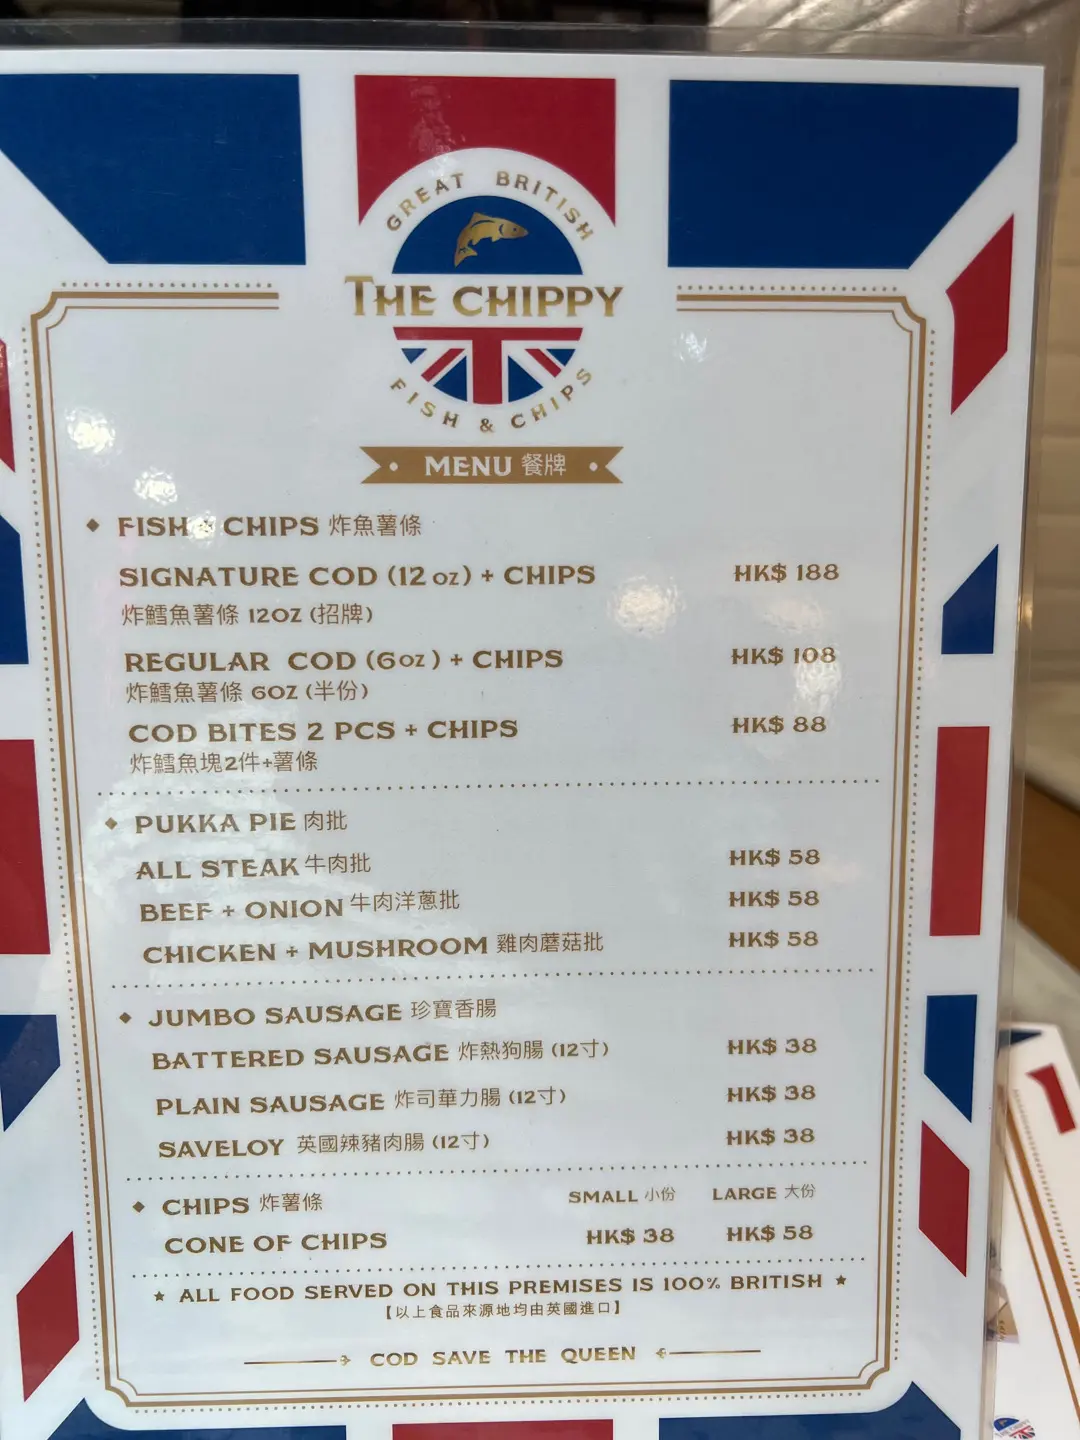 GREAT BRITISH
THE CHIPPY
FISH & CHIPS
MENU 餐牌
FISH + CHIPS 炸魚薯條
SIGNATURE COD (12 oz) + CHIPS HK$ 188
炸鱈魚薯條 12OZ (招牌)
REGULAR COD (6oz) + CHIPS HK$ 108
炸鱈魚薯條 6OZ (半份)
COD BITES 2 PCS + CHIPS HK$ 88
炸鱈魚塊2件+薯條
PUKKA PIE 肉批
ALL STEAK 牛肉批 HK$ 58
BEEF + ONION 牛肉洋蔥批 HK$ 58
CHICKEN + MUSHROOM 雞肉蘑菇批 HK$ 58
JUMBO SAUSAGE 珍寶香腸
BATTERED SAUSAGE 炸熱狗腸 (12寸) HK$ 38
PLAIN SAUSAGE 炸司華力腸 (12寸) HK$ 38
SAVELOY 英國辣豬肉腸 (12寸) HK$ 38
CHIPS 炸薯條 SMALL 小份 LARGE 大份
CONE OF CHIPS HK$ 38 HK$ 58
★ ALL FOOD SERVED ON THIS PREMISES IS 100% BRITISH ★
【以上食品來源地均由英國進口】
COD SAVE THE QUEEN
THE CHIPPY